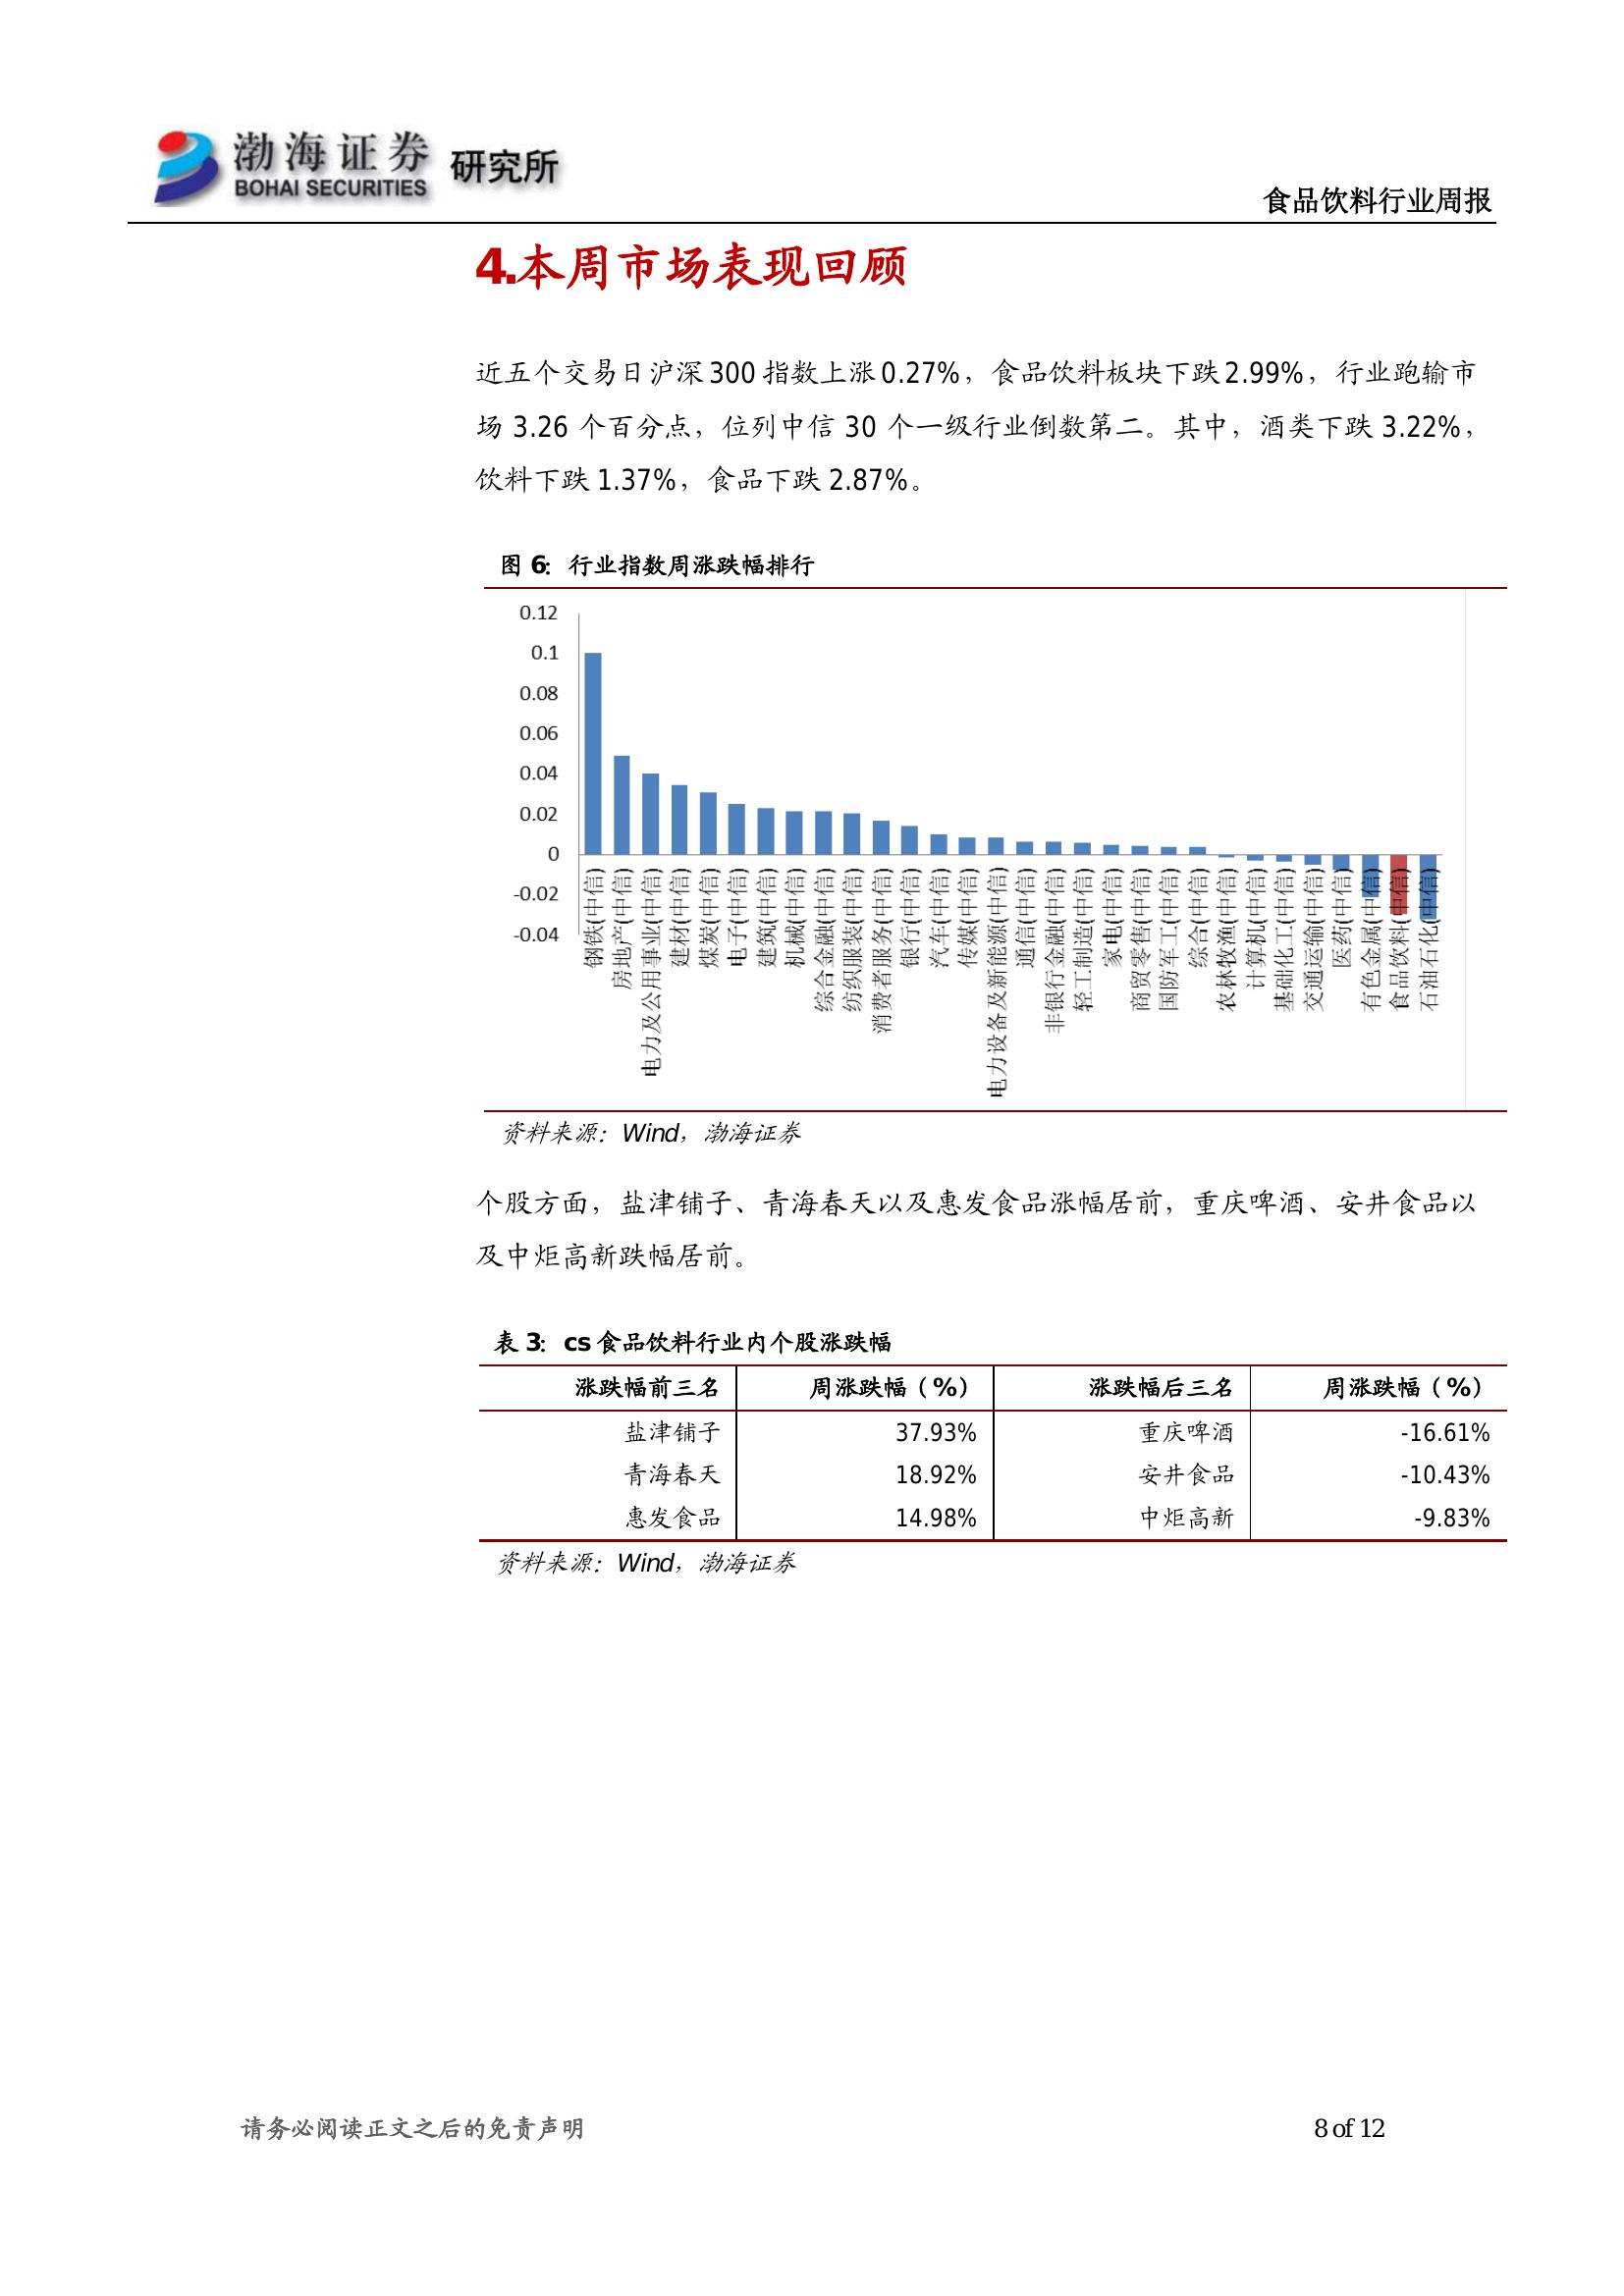 渤海证券 研究所
BOHAI SECURITIES
食品饮料行业周报
4.本周市场表现回顾
近五个交易日沪深 300 指数上涨 0.27%，食品饮料板块下跌 2.99%，行业跑输市
场 3.26 个百分点，位列中信 30 个一级行业倒数第二。其中，酒类下跌 3.22%，
饮料下跌 1.37%，食品下跌 2.87%。
图 6：行业指数周涨跌幅排行
0.12
0.1
0.08
0.06
0.04
0.02
0
-0.02
-0.04
钢铁(中信)
房地产(中信)
电力及公用事业(中信)
建材(中信)
煤炭(中信)
电子(中信)
建筑(中信)
机械(中信)
综合金融(中信)
纺织服装(中信)
消费者服务(中信)
银行(中信)
汽车(中信)
传媒(中信)
电力设备及新能源(中信)
通信(中信)
非银行金融(中信)
轻工制造(中信)
家电(中信)
商贸零售(中信)
国防军工(中信)
综合(中信)
农林牧渔(中信)
计算机(中信)
基础化工(中信)
交通运输(中信)
医药(中信)
有色金属(中信)
食品饮料(中信)
石油石化(中信)
资料来源：Wind，渤海证券
个股方面，盐津铺子、青海春天以及惠发食品涨幅居前，重庆啤酒、安井食品以
及中炬高新跌幅居前。
表 3：cs 食品饮料行业内个股涨跌幅
涨跌幅前三名 周涨跌幅（%） 涨跌幅后三名 周涨跌幅（%）
盐津铺子 37.93% 重庆啤酒 -16.61%
青海春天 18.92% 安井食品 -10.43%
惠发食品 14.98% 中炬高新 -9.83%
资料来源：Wind，渤海证券
请务必阅读正文之后的免责声明 8 of 12